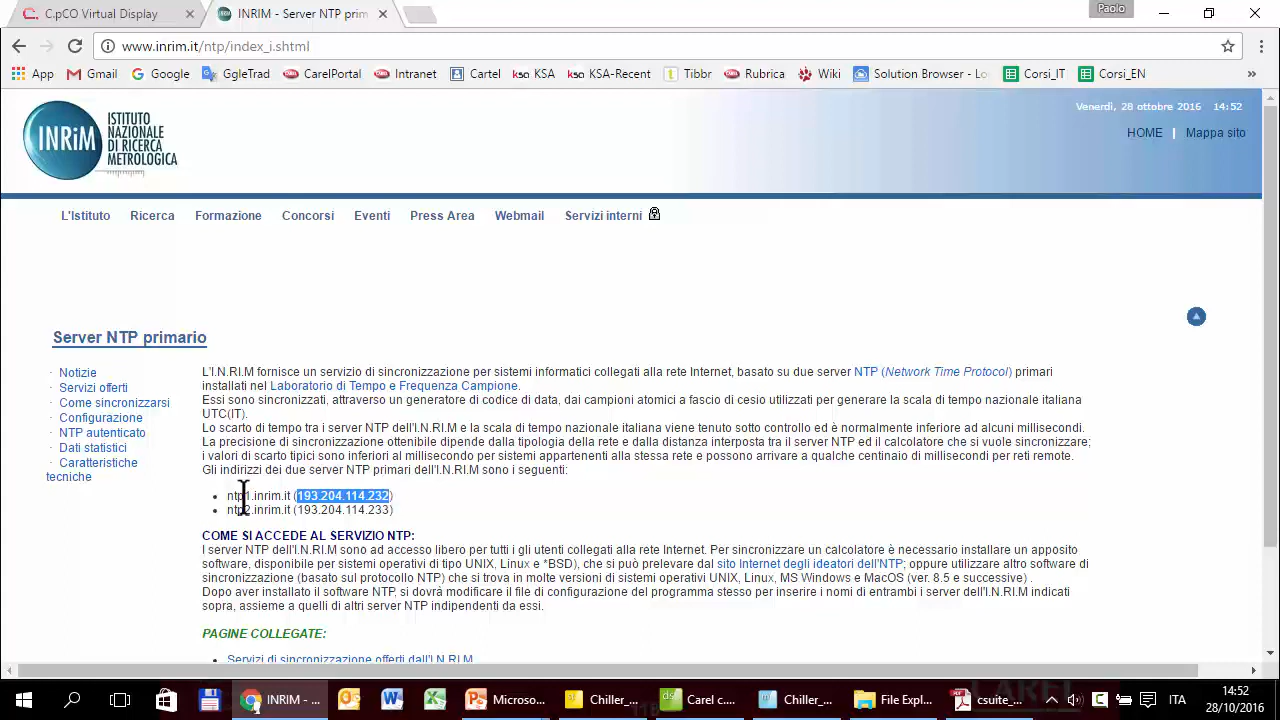 C.pCO Virtual Display
INRIM - Server NTP prim
Paolo
www.inrim.it/ntp/index_i.shtml
App
Gmail
Google
GgleTrad
CarelPortal
Intranet
Cartel
ksa KSA
ksa KSA-Recent
Tibbr
Rubrica
Wiki
Solution Browser - Lo
Corsi_IT
Corsi_EN
»
INRiM
ISTITUTO
NAZIONALE
DI RICERCA
METROLOGICA
Venerdì, 28 ottobre 2016 14:52
HOME | Mappa sito
L'Istituto
Ricerca
Formazione
Concorsi
Eventi
Press Area
Webmail
Servizi interni
Server NTP primario
· Notizie
· Servizi offerti
· Come sincronizzarsi
· Configurazione
· NTP autenticato
· Dati statistici
· Caratteristiche
tecniche
L'I.N.RI.M fornisce un servizio di sincronizzazione per sistemi informatici collegati alla rete Internet, basato su due server NTP (Network Time Protocol) primari
installati nel Laboratorio di Tempo e Frequenza Campione.
Essi sono sincronizzati, attraverso un generatore di codice di data, dai campioni atomici a fascio di cesio utilizzati per generare la scala di tempo nazionale italiana
UTC(IT).
Lo scarto di tempo tra i server NTP dell'I.N.RI.M e la scala di tempo nazionale italiana viene tenuto sotto controllo ed è normalmente inferiore ad alcuni millisecondi.
La precisione di sincronizzazione ottenibile dipende dalla tipologia della rete e dalla distanza interposta tra il server NTP ed il calcolatore che si vuole sincronizzare;
i valori di scarto tipici sono inferiori al millisecondo per sistemi appartenenti alla stessa rete e possono arrivare a qualche centinaio di millisecondi per reti remote.
Gli indirizzi dei due server NTP primari dell'I.N.RI.M sono i seguenti:
• ntp1.inrim.it (193.204.114.232)
• ntp2.inrim.it (193.204.114.233)
COME SI ACCEDE AL SERVIZIO NTP:
I server NTP dell'I.N.RI.M sono ad accesso libero per tutti i gli utenti collegati alla rete Internet. Per sincronizzare un calcolatore è necessario installare un apposito
software, disponibile per sistemi operativi di tipo UNIX, Linux e *BSD), che si può prelevare dal sito Internet degli ideatori dell'NTP; oppure utilizzare altro software di
sincronizzazione (basato sul protocollo NTP) che si trova in molte versioni di sistemi operativi UNIX, Linux, MS Windows e MacOS (ver. 8.5 e successive) .
Dopo aver installato il software NTP, si dovrà modificare il file di configurazione del programma stesso per inserire i nomi di entrambi i server dell'I.N.RI.M indicati
sopra, assieme a quelli di altri server NTP indipendenti da essi.
PAGINE COLLEGATE:
• Servizi di sincronizzazione offerti dall'I.N.RI.M
INRIM - ...
Microso...
Chiller_...
Carel c....
Chiller_...
File Expl...
csuite_...
ITA
14:52
28/10/2016